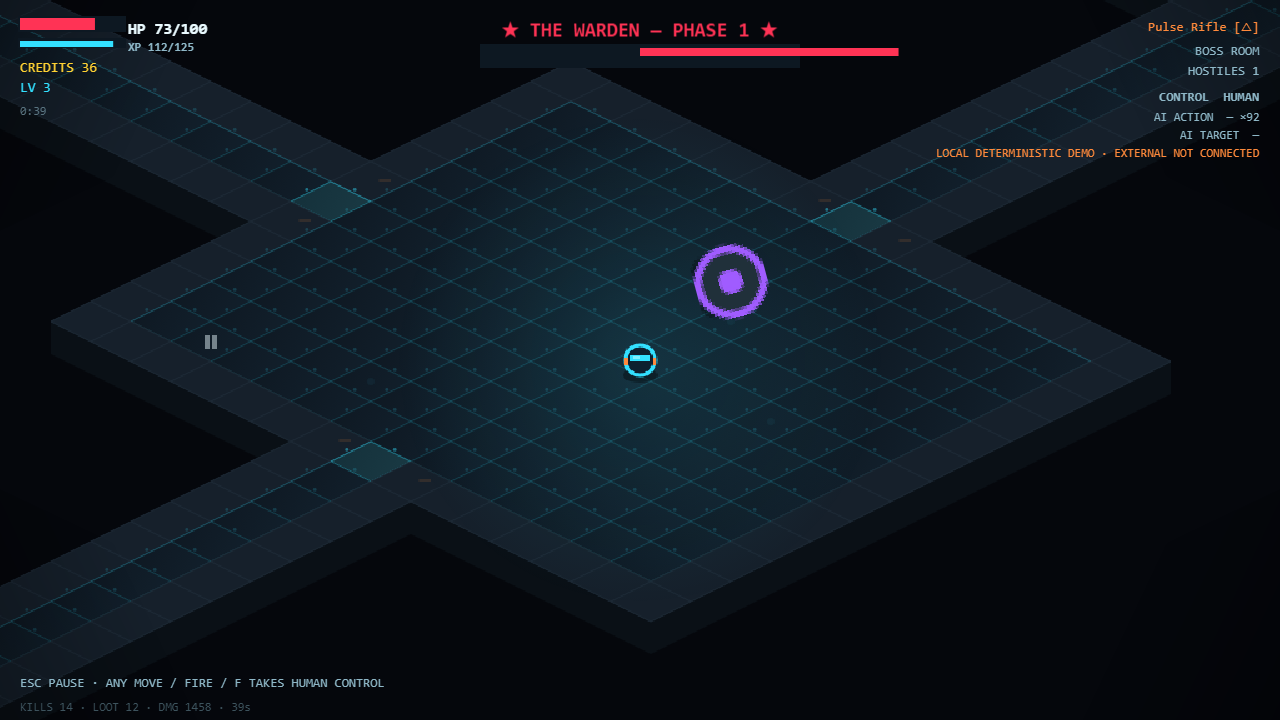 HP 73/100
XP 112/125
CREDITS 36
LV 3
0:39
★ THE WARDEN — PHASE 1 ★
Pulse Rifle [△]
BOSS ROOM
HOSTILES 1
CONTROL HUMAN
AI ACTION — ×92
AI TARGET —
LOCAL DETERMINISTIC DEMO · EXTERNAL NOT CONNECTED
ESC PAUSE · ANY MOVE / FIRE / F TAKES HUMAN CONTROL
KILLS 14 · LOOT 12 · DMG 1458 · 39s